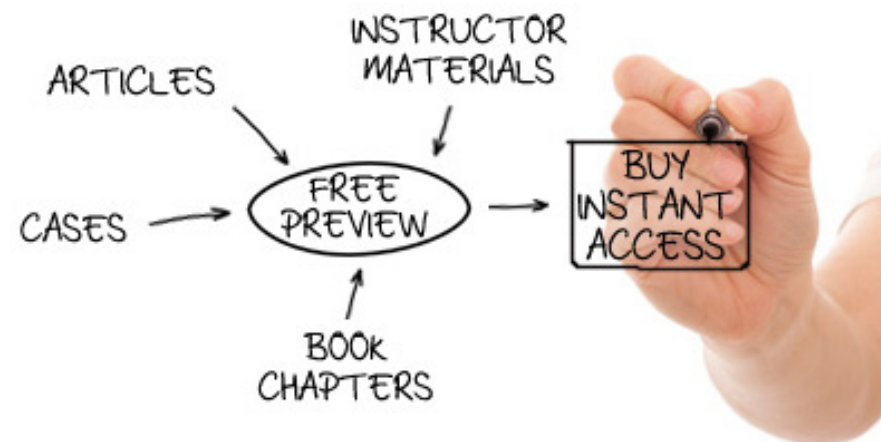 INSTRUCTOR
MATERIALS
ARTICLES
CASES
FREE
PREVIEW
BOOK
CHAPTERS
BUY
INSTANT
ACCESS